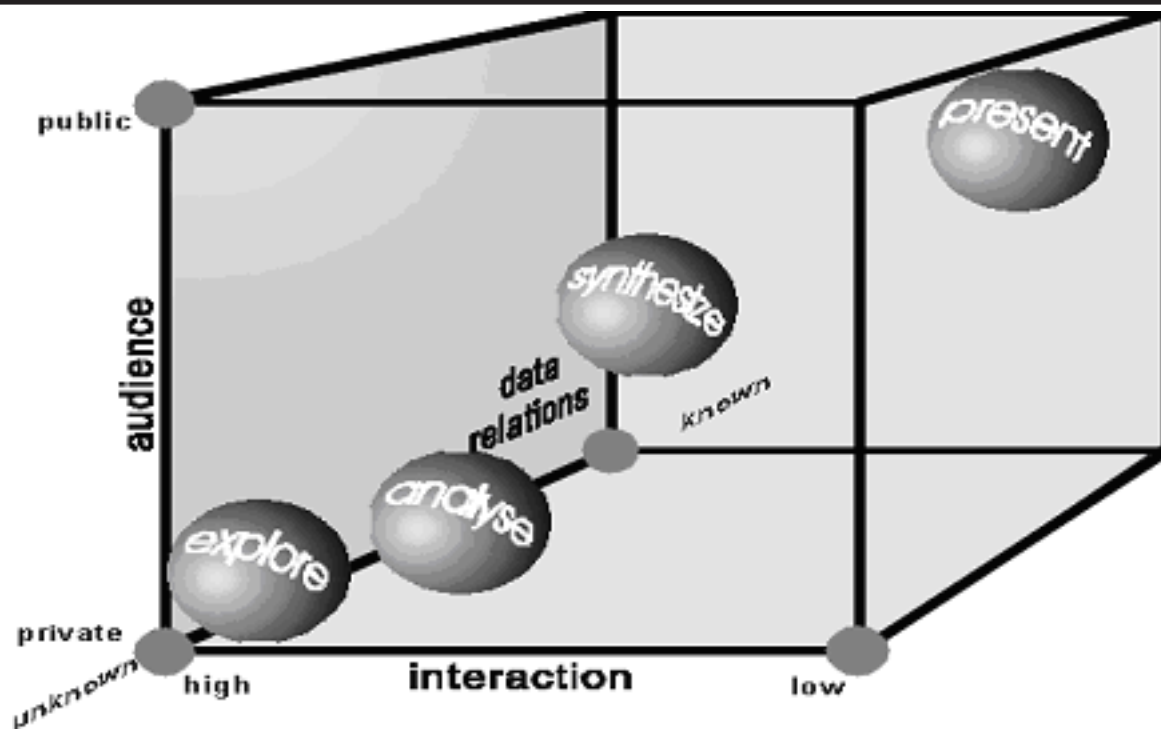 present
public
synthesize
data
relations
known
audience
analyse
explore
private
unknown
high
interaction
low